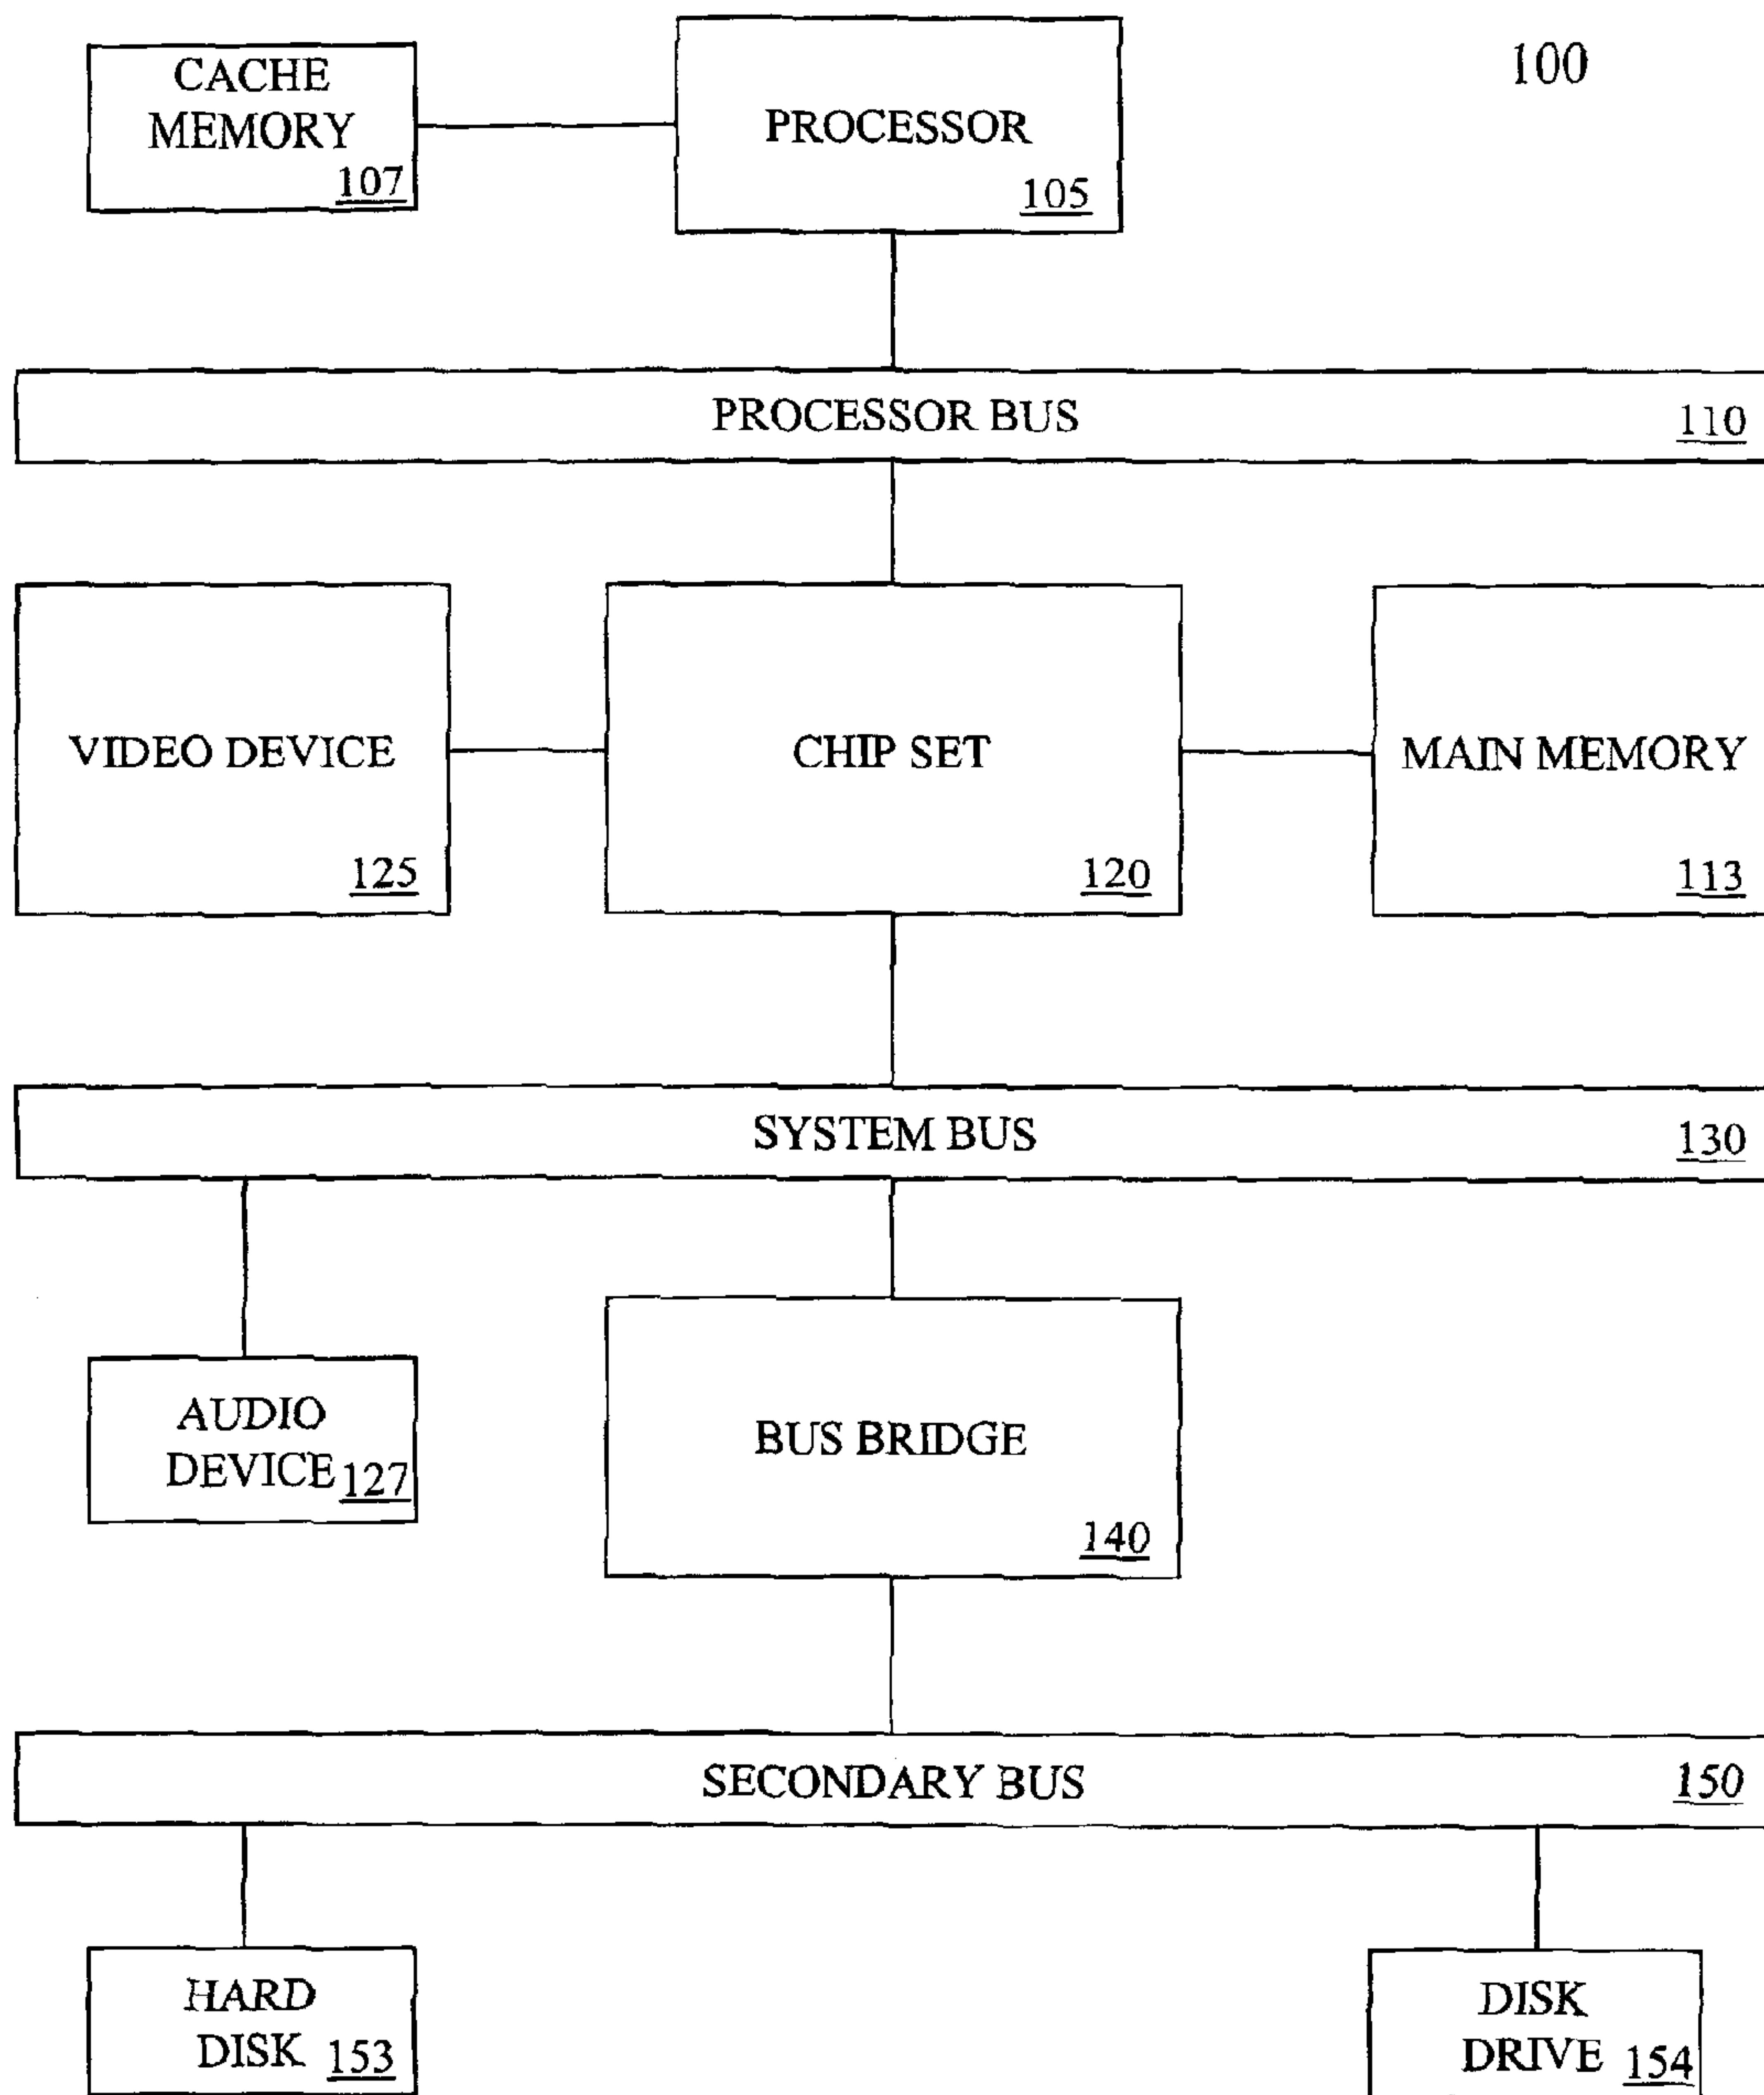 CACHE
MEMORY
107
PROCESSOR
105
100
PROCESSOR BUS
110
VIDEO DEVICE
125
CHIP SET
120
MAIN MEMORY
113
SYSTEM BUS
130
AUDIO
DEVICE 127
BUS BRIDGE
140
SECONDARY BUS
150
HARD
DISK 153
DISK
DRIVE 154